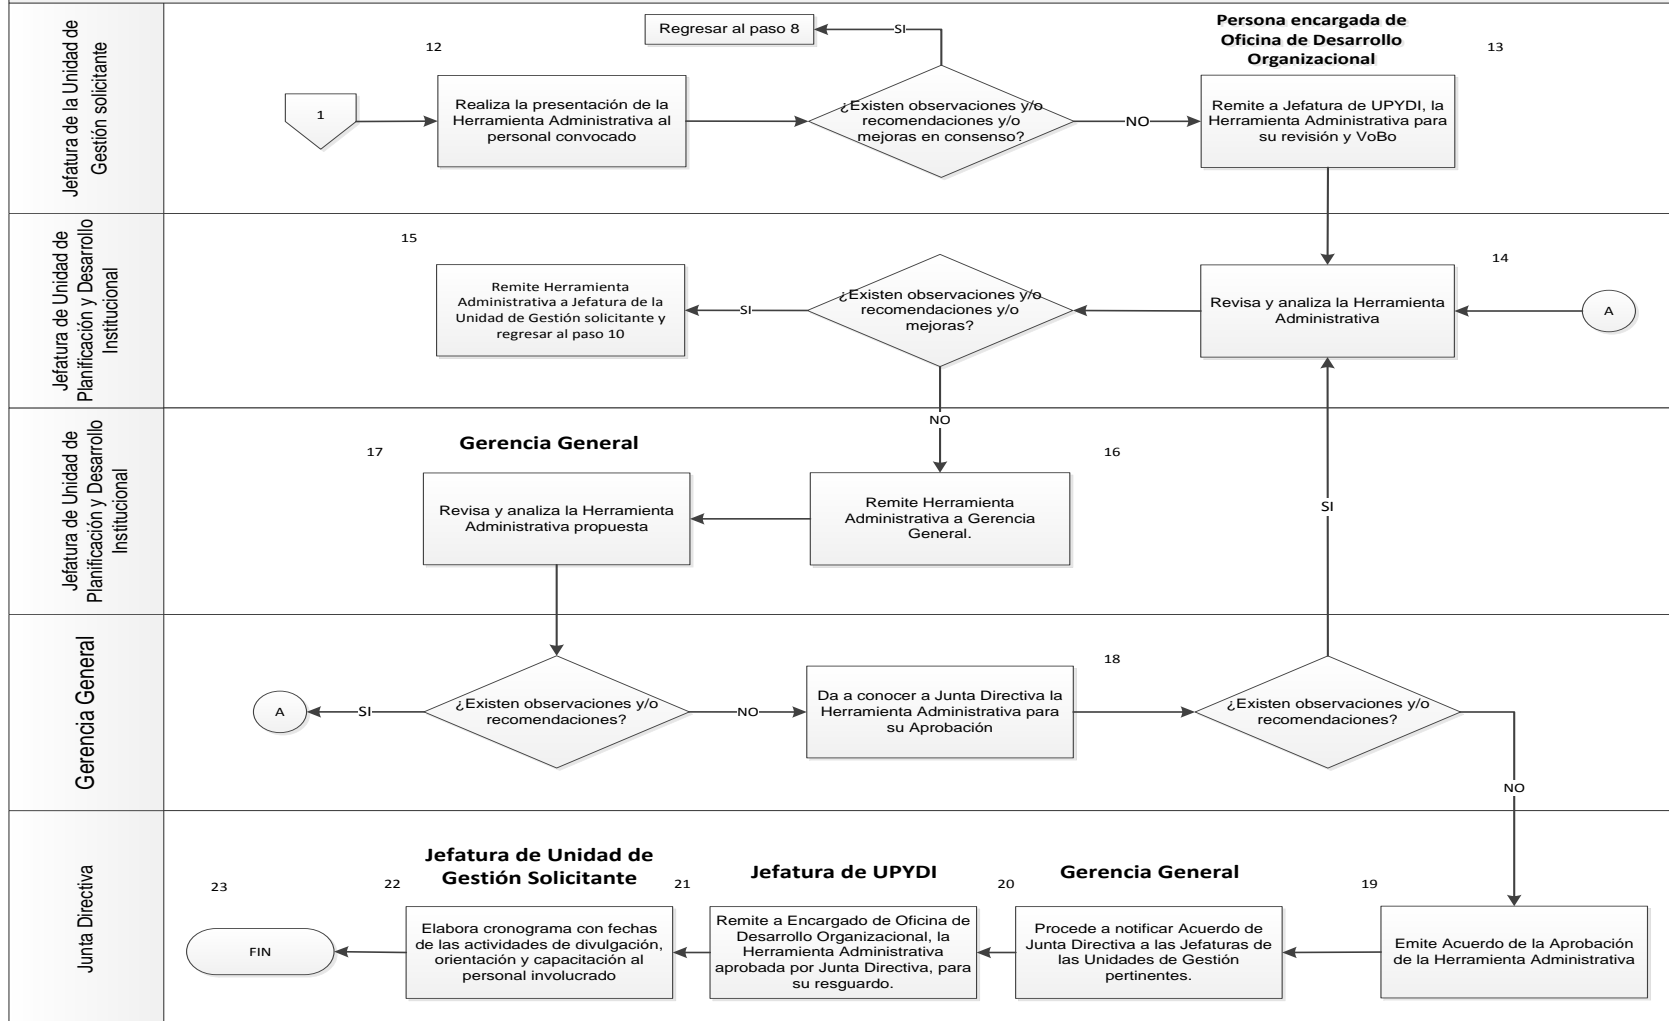 Jefatura de la Unidad de
Gestión solicitante
12
1
Realiza la presentación de la
Herramienta Administrativa al
personal convocado
Regresar al paso 8
SI
¿Existen observaciones y/o
recomendaciones y/o
mejoras en consenso?
NO
Persona encargada de
Oficina de Desarrollo
Organizacional
13
Remite a Jefatura de UPYDI, la
Herramienta Administrativa para
su revisión y VoBo
Jefatura de Unidad de
Planificación y Desarrollo
Institucional
15
Remite Herramienta
Administrativa a Jefatura de la
Unidad de Gestión solicitante y
regresar al paso 10
SI
¿Existen observaciones y/o
recomendaciones y/o
mejoras?
NO
14
Revisa y analiza la Herramienta
Administrativa
A
Jefatura de Unidad de
Planificación y Desarrollo
Institucional
17
Gerencia General
Revisa y analiza la Herramienta
Administrativa propuesta
16
Remite Herramienta
Administrativa a Gerencia
General.
SI
Gerencia General
A
SI
¿Existen observaciones y/o
recomendaciones?
NO
18
Da a conocer a Junta Directiva la
Herramienta Administrativa para
su Aprobación
¿Existen observaciones y/o
recomendaciones?
NO
Junta Directiva
23
FIN
22
Jefatura de Unidad de
Gestión Solicitante
Elabora cronograma con fechas
de las actividades de divulgación,
orientación y capacitación al
personal involucrado
21
Jefatura de UPYDI
Remite a Encargado de Oficina de
Desarrollo Organizacional, la
Herramienta Administrativa
aprobada por Junta Directiva, para
su resguardo.
20
Gerencia General
Procede a notificar Acuerdo de
Junta Directiva a las Jefaturas de
las Unidades de Gestión
pertinentes.
19
Emite Acuerdo de la Aprobación
de la Herramienta Administrativa